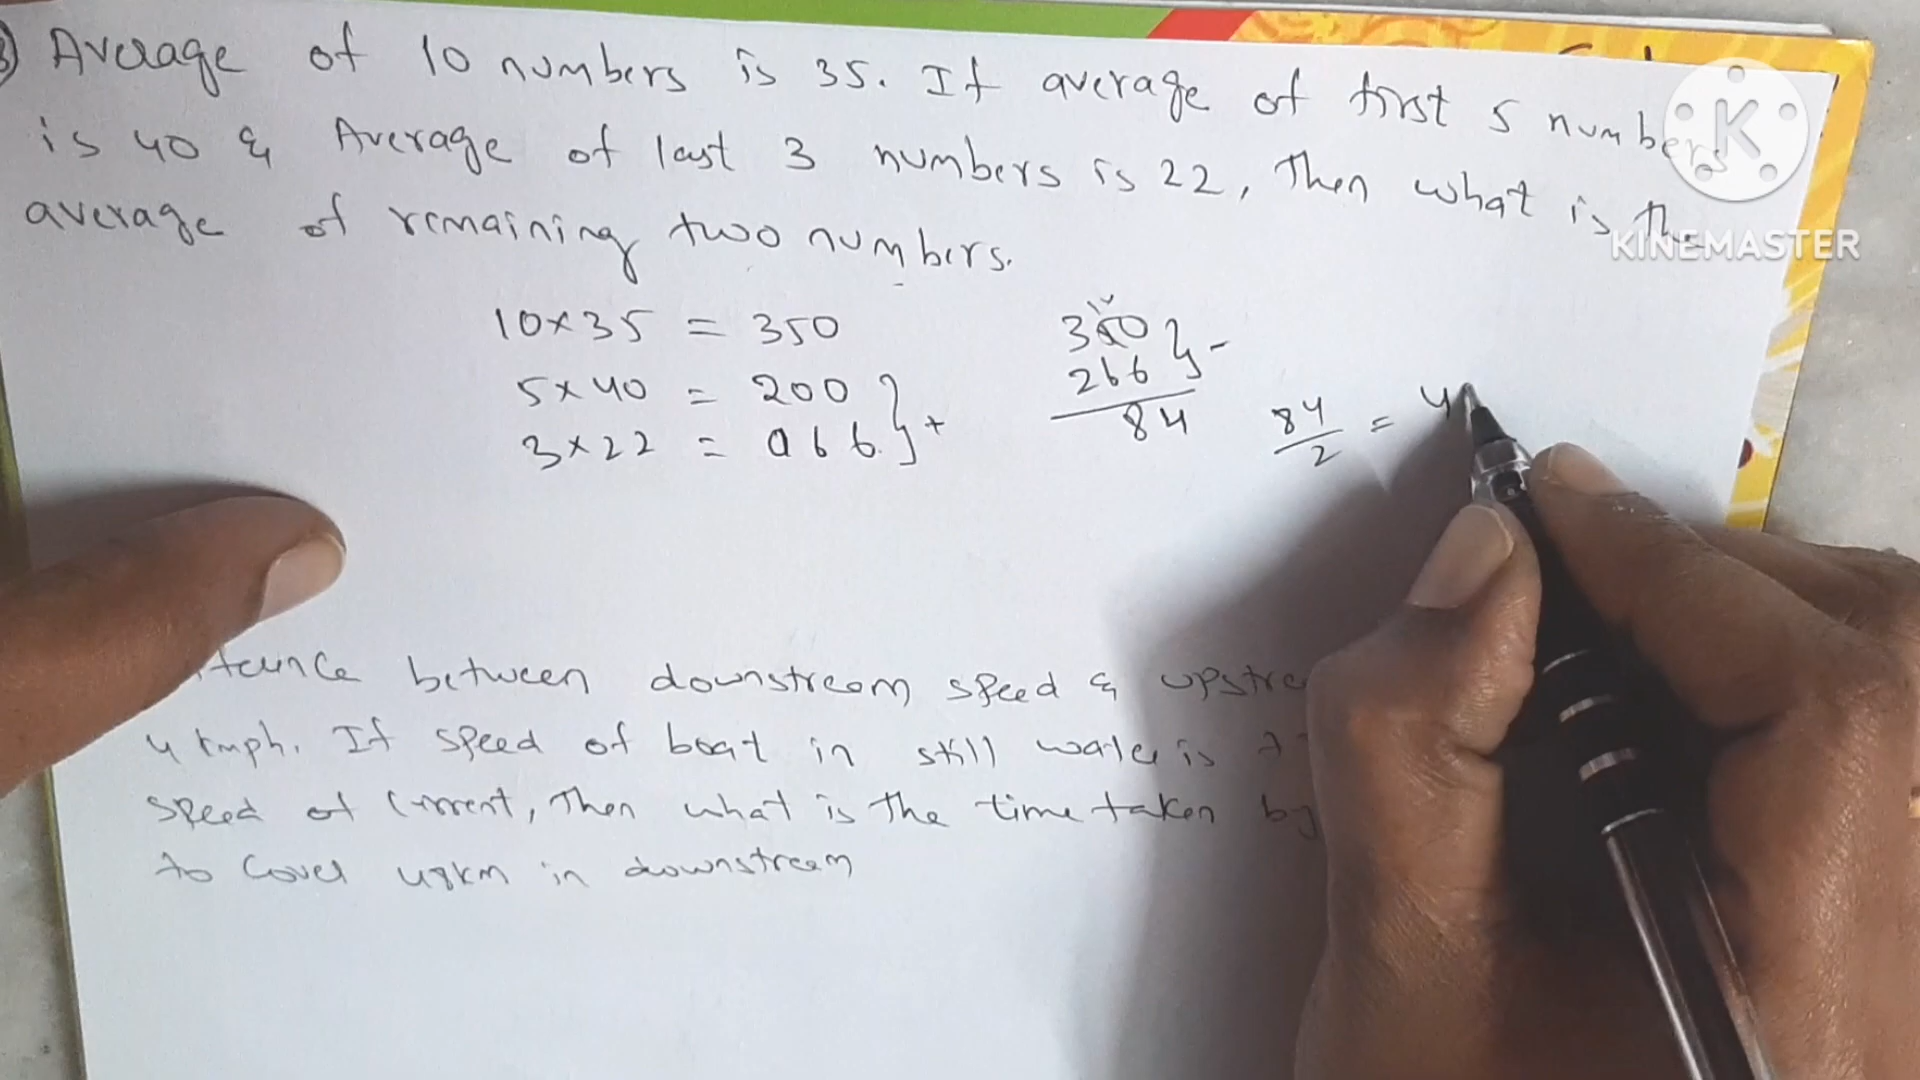 Average of 10 numbers is 35. If average of first 5 numbers
is 40 & Average of last 3 numbers is 22, Then what is the
average of remaining two numbers.
10×35 = 350
5×40 = 200
3×22 = 066 +
350
266 -
84
84/2 = 4
between downstream speed &
4 kmph. If speed of boat in still water is
speed of Current, Then what is the time taken
to Cover 48km in downstream
K
KINEMASTER